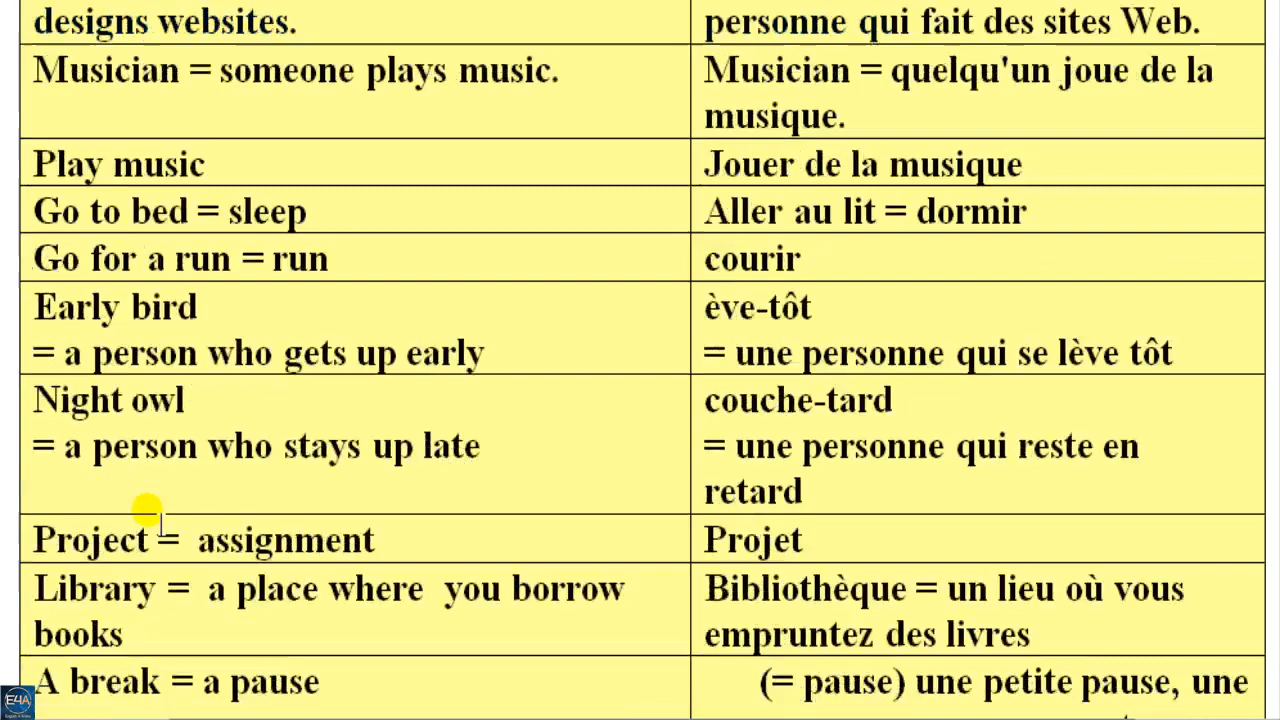 designs websites.
personne qui fait des sites Web.
Musician = someone plays music.
Musician = quelqu'un joue de la
musique.
Play music
Jouer de la musique
Go to bed = sleep
Aller au lit = dormir
Go for a run = run
courir
Early bird
= a person who gets up early
ève-tôt
= une personne qui se lève tôt
Night owl
= a person who stays up late
couche-tard
= une personne qui reste en
retard
Project = assignment
Projet
Library = a place where you borrow
books
Bibliothèque = un lieu où vous
empruntez des livres
A break = a pause
(= pause) une petite pause, une
E4A